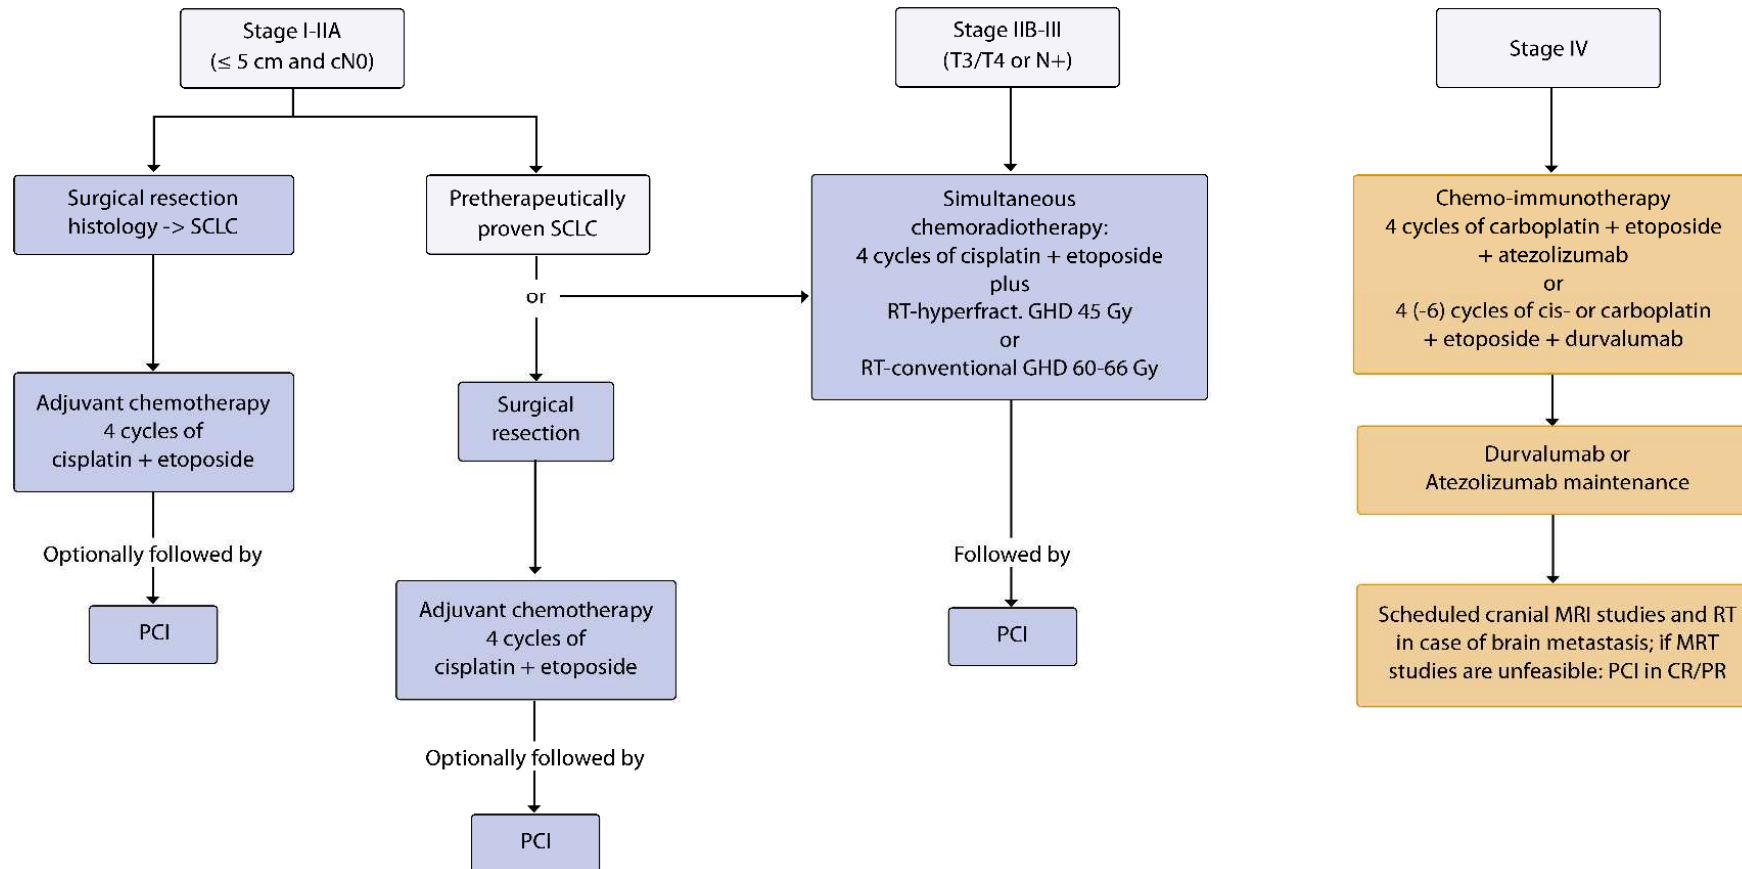 Stage I-IIA
(≤ 5 cm and cN0)
Surgical resection
histology -> SCLC
Adjuvant chemotherapy
4 cycles of
cisplatin + etoposide
Optionally followed by
PCI
Pretherapeutically
proven SCLC
or
Surgical
resection
Adjuvant chemotherapy
4 cycles of
cisplatin + etoposide
Optionally followed by
PCI
Stage IIB-III
(T3/T4 or N+)
Simultaneous
chemoradiotherapy:
4 cycles of cisplatin + etoposide
plus
RT-hyperfract. GHD 45 Gy
or
RT-conventional GHD 60-66 Gy
Followed by
PCI
Stage IV
Chemo-immunotherapy
4 cycles of carboplatin + etoposide
+ atezolizumab
or
4 (-6) cycles of cis- or carboplatin
+ etoposide + durvalumab
Durvalumab or
Atezolizumab maintenance
Scheduled cranial MRI studies and RT
in case of brain metastasis; if MRT
studies are unfeasible: PCI in CR/PR